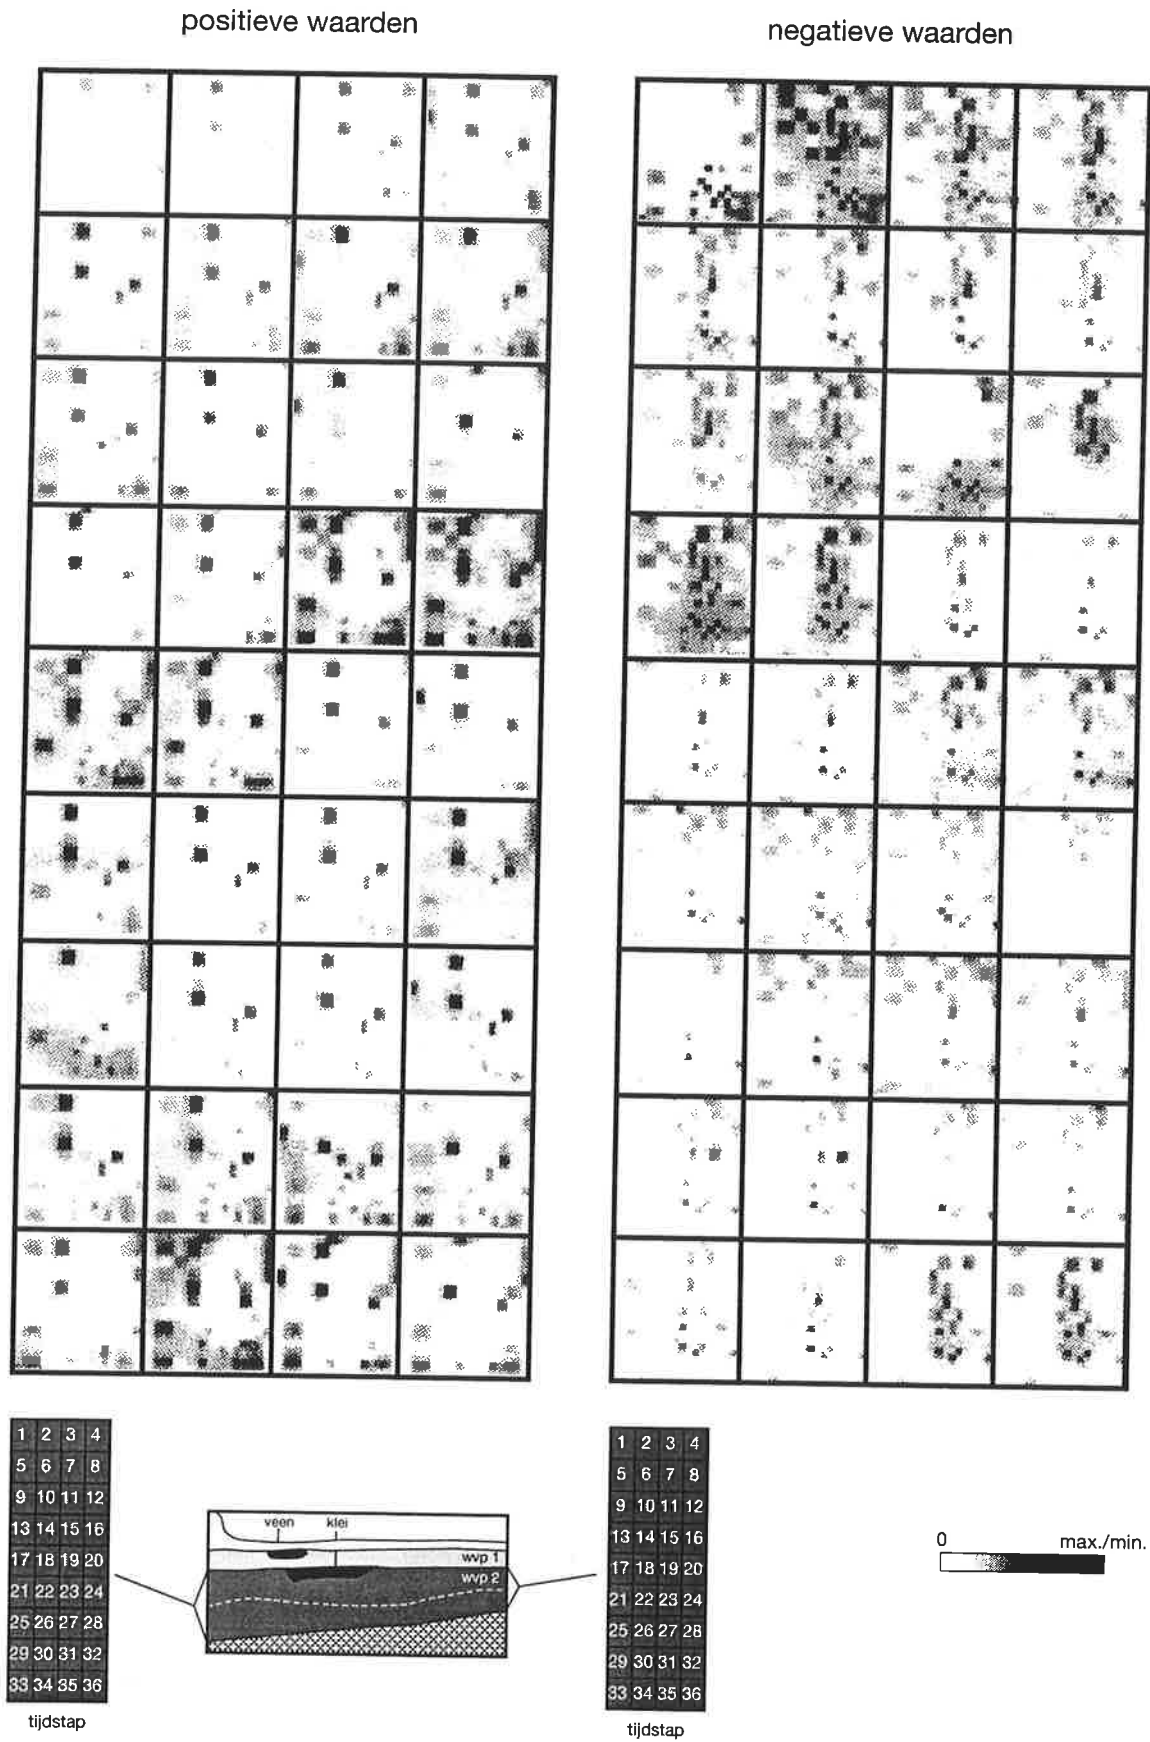 positieve waarden
negatieve waarden
1 2 3 4
5 6 7 8
9 10 11 12
13 14 15 16
17 18 19 20
21 22 23 24
25 26 27 28
29 30 31 32
33 34 35 36
tijdstap
veen klei
wvp 1
wvp 2
1 2 3 4
5 6 7 8
9 10 11 12
13 14 15 16
17 18 19 20
21 22 23 24
25 26 27 28
29 30 31 32
33 34 35 36
tijdstap
0 max./min.